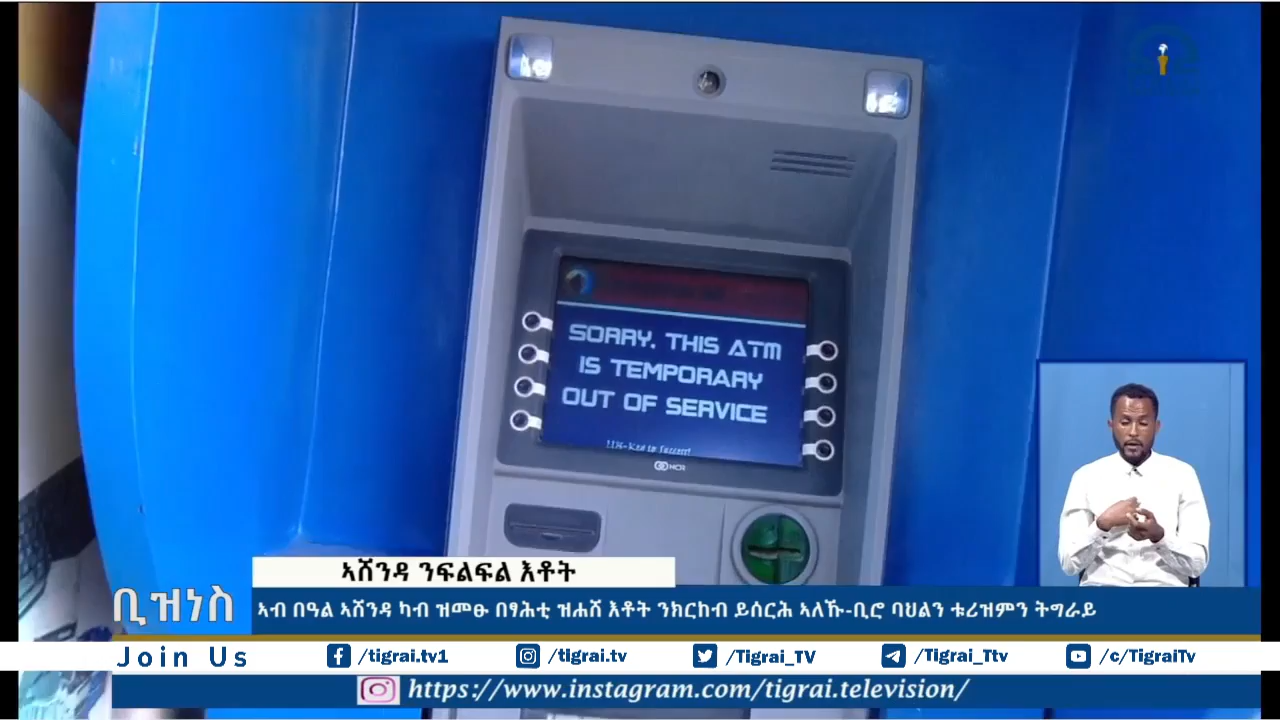 SORRY. THIS ATM
IS TEMPORARY
OUT OF SERVICE
NCR
ኣሸንዳ ንፍልፍል እቶት
ቢዝነስ
ኣብ በዓል ኣሸንዳ ካብ ዝመፁ በፃሕቲ ዝሐሸ እቶት ንክርከብ ይሰርሕ ኣለኹ-ቢሮ ባህልን ቱሪዝምን ትግራይ
Join Us /tigrai.tv1 /tigrai.tv /Tigrai_TV /Tigrai_Ttv /c/TigraiTv
https://www.instagram.com/tigrai.television/